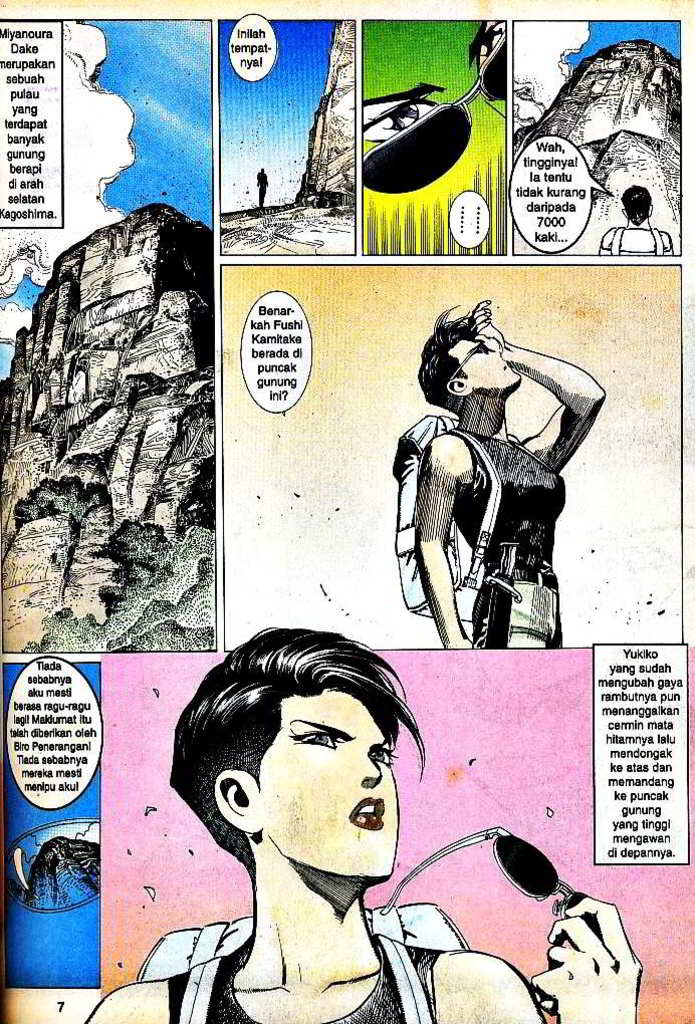 Miyanoura
Dake
merupakan
sebuah
pulau
yang
terdapat
banyak
gunung
berapi
di arah
selatan
Kagoshima.
Inilah
tempat-
nya!
Wah,
tingginya!
Ia tentu
tidak kurang
daripada
7000
kaki...
Benar-
kah Fushi
Kamitake
berada di
puncak
gunung
ini?
Tiada
sebabnya
aku mesti
berasa ragu-ragu
lagi! Maklumat itu
telah diberikan oleh
Biro Penerangan!
Tiada sebabnya
mereka mesti
menipu aku!
Yukiko
yang sudah
mengubah gaya
rambutnya pun
menanggalkan
cermin mata
hitamnya lalu
mendongak
ke atas dan
memandang
ke puncak
gunung
yang tinggi
mengawan
di depannya.
7